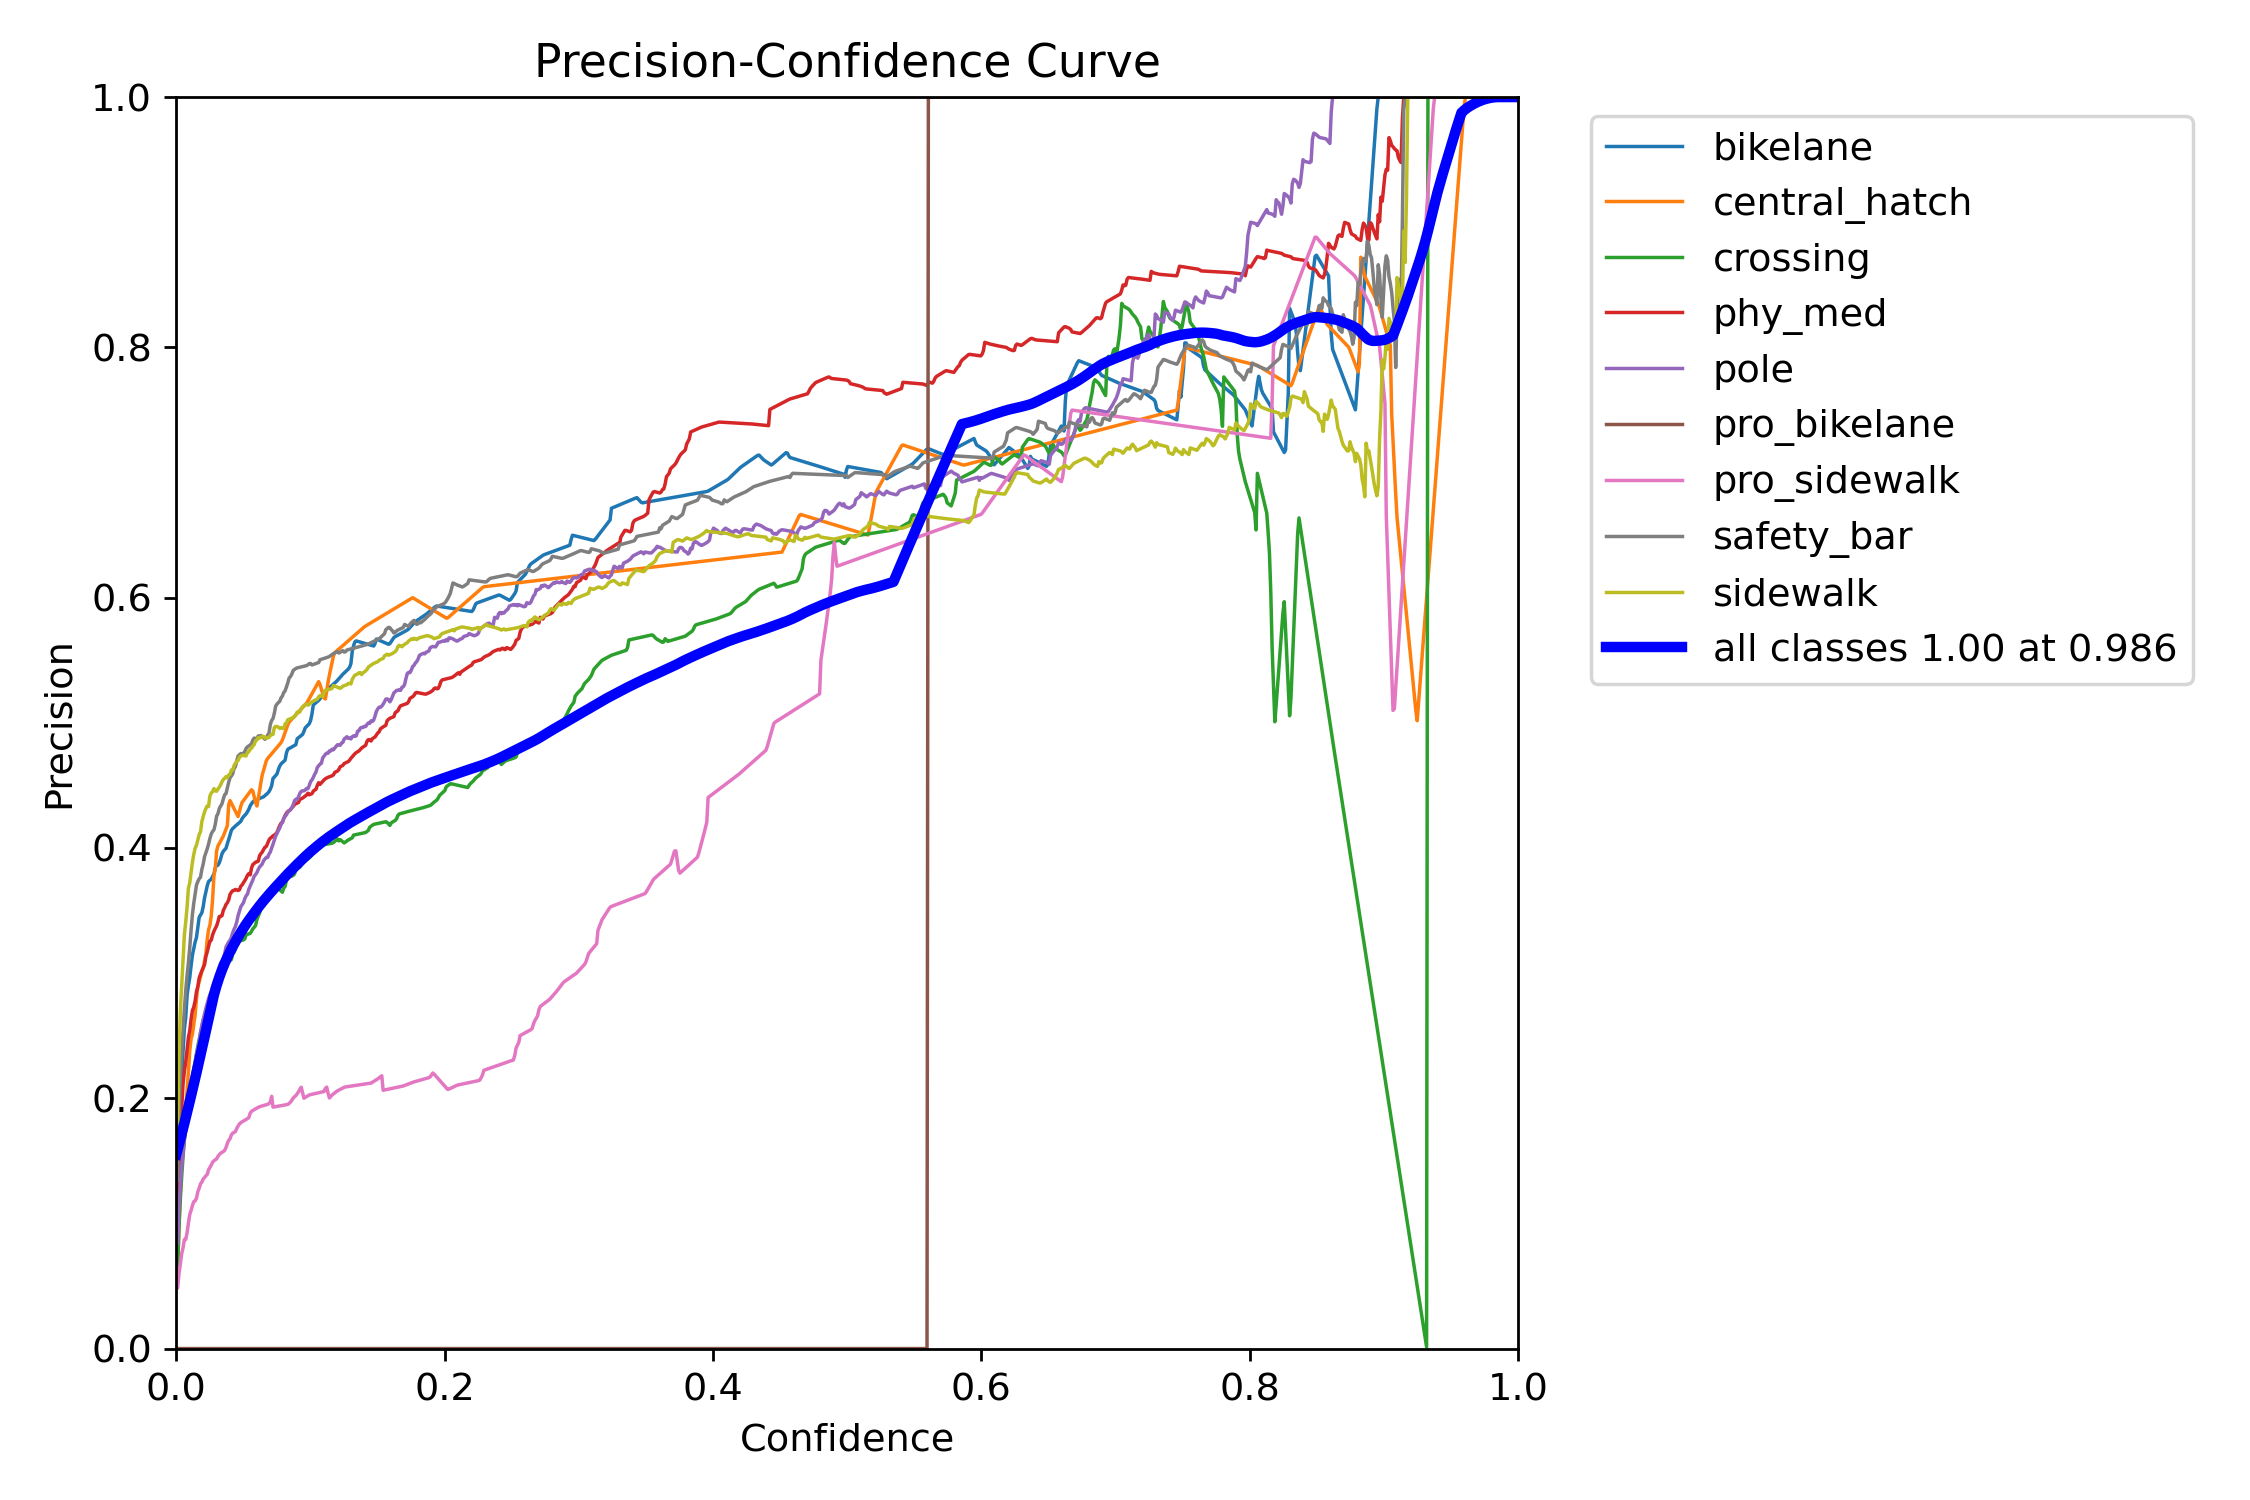 Precision-Confidence Curve
1.0
0.8
0.6
0.4
0.2
0.0
Precision
0.0 0.2 0.4 0.6 0.8 1.0
Confidence
bikelane
central_hatch
crossing
phy_med
pole
pro_bikelane
pro_sidewalk
safety_bar
sidewalk
all classes 1.00 at 0.986